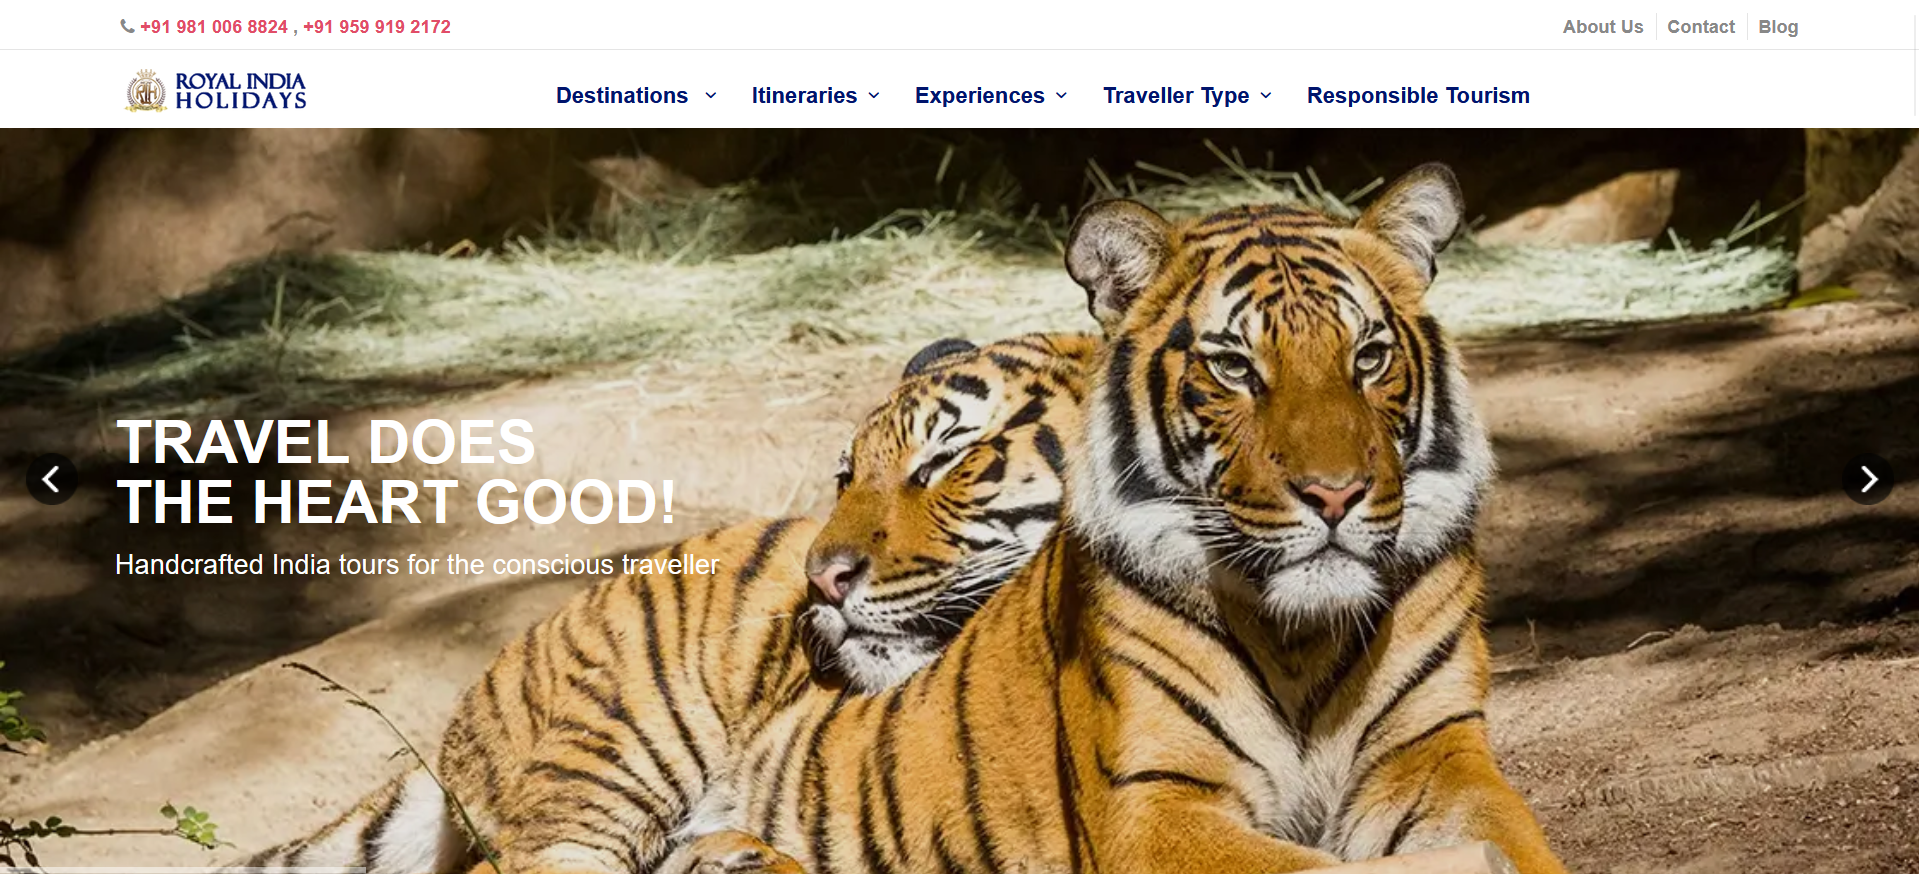 +91 981 006 8824 , +91 959 919 2172
About Us
Contact
Blog
ROYAL INDIA
HOLIDAYS
Destinations
Itineraries
Experiences
Traveller Type
Responsible Tourism
TRAVEL DOES
THE HEART GOOD!
Handcrafted India tours for the conscious traveller